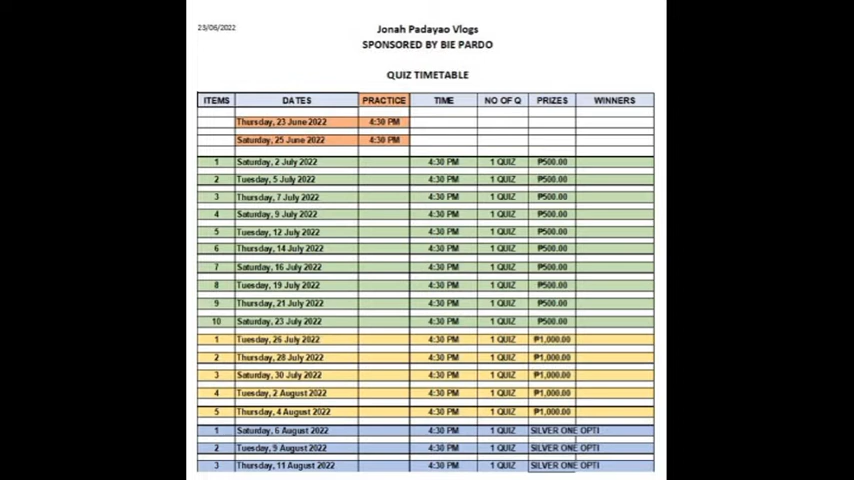 23/06/2022
Jonah Padayao Vlogs
SPONSORED BY BIE PARDO
QUIZ TIMETABLE
ITEMS DATES PRACTICE TIME NO OF Q PRIZES WINNERS
Thursday, 23 June 2022 4:30 PM
Saturday, 25 June 2022 4:30 PM
1 Saturday, 2 July 2022 4:30 PM 1 QUIZ ₱500.00
2 Tuesday, 5 July 2022 4:30 PM 1 QUIZ ₱500.00
3 Thursday, 7 July 2022 4:30 PM 1 QUIZ ₱500.00
4 Saturday, 9 July 2022 4:30 PM 1 QUIZ ₱500.00
5 Tuesday, 12 July 2022 4:30 PM 1 QUIZ ₱500.00
6 Thursday, 14 July 2022 4:30 PM 1 QUIZ ₱500.00
7 Saturday, 16 July 2022 4:30 PM 1 QUIZ ₱500.00
8 Tuesday, 19 July 2022 4:30 PM 1 QUIZ ₱500.00
9 Thursday, 21 July 2022 4:30 PM 1 QUIZ ₱500.00
10 Saturday, 23 July 2022 4:30 PM 1 QUIZ ₱500.00
1 Tuesday, 26 July 2022 4:30 PM 1 QUIZ ₱1,000.00
2 Thursday, 28 July 2022 4:30 PM 1 QUIZ ₱1,000.00
3 Saturday, 30 July 2022 4:30 PM 1 QUIZ ₱1,000.00
4 Tuesday, 2 August 2022 4:30 PM 1 QUIZ ₱1,000.00
5 Thursday, 4 August 2022 4:30 PM 1 QUIZ ₱1,000.00
1 Saturday, 6 August 2022 4:30 PM 1 QUIZ SILVER ONE OPTI
2 Tuesday, 9 August 2022 4:30 PM 1 QUIZ SILVER ONE OPTI
3 Thursday, 11 August 2022 4:30 PM 1 QUIZ SILVER ONE OPTI